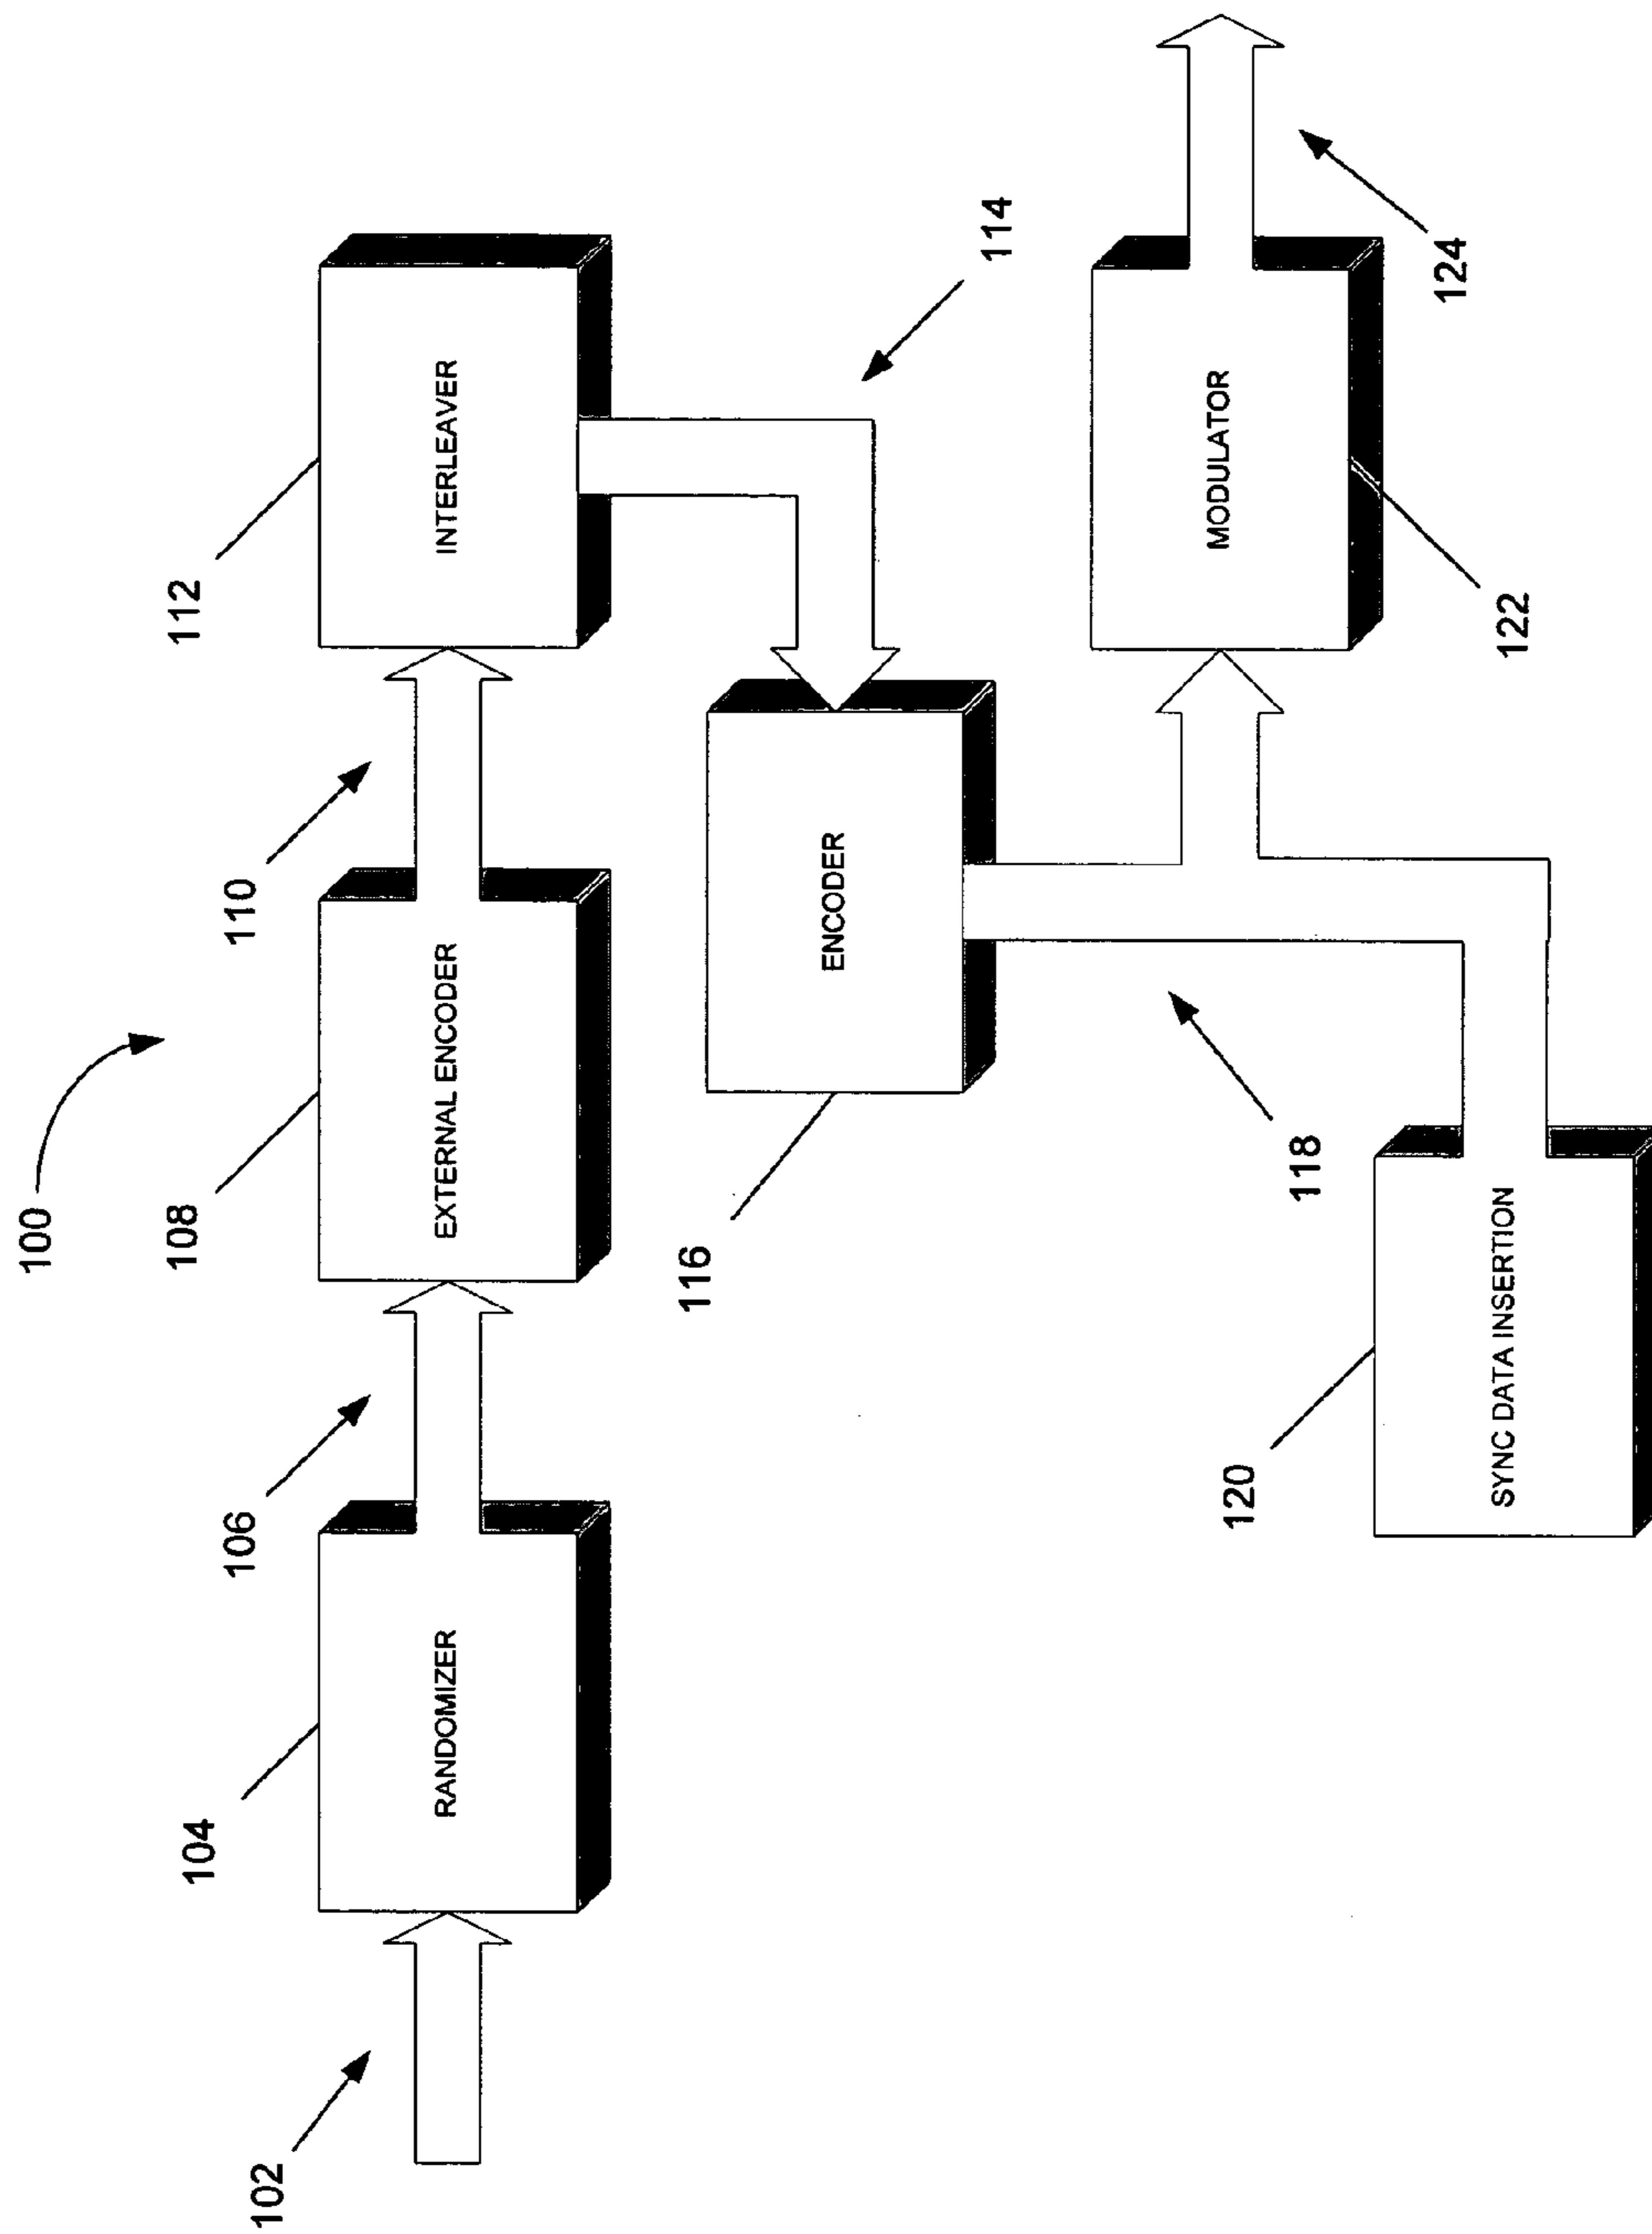 100
102
104
RANDOMIZER
106
108
EXTERNAL ENCODER
110
112
INTERLEAVER
114
116
ENCODER
118
120
SYNC DATA INSERTION
122
MODULATOR
124